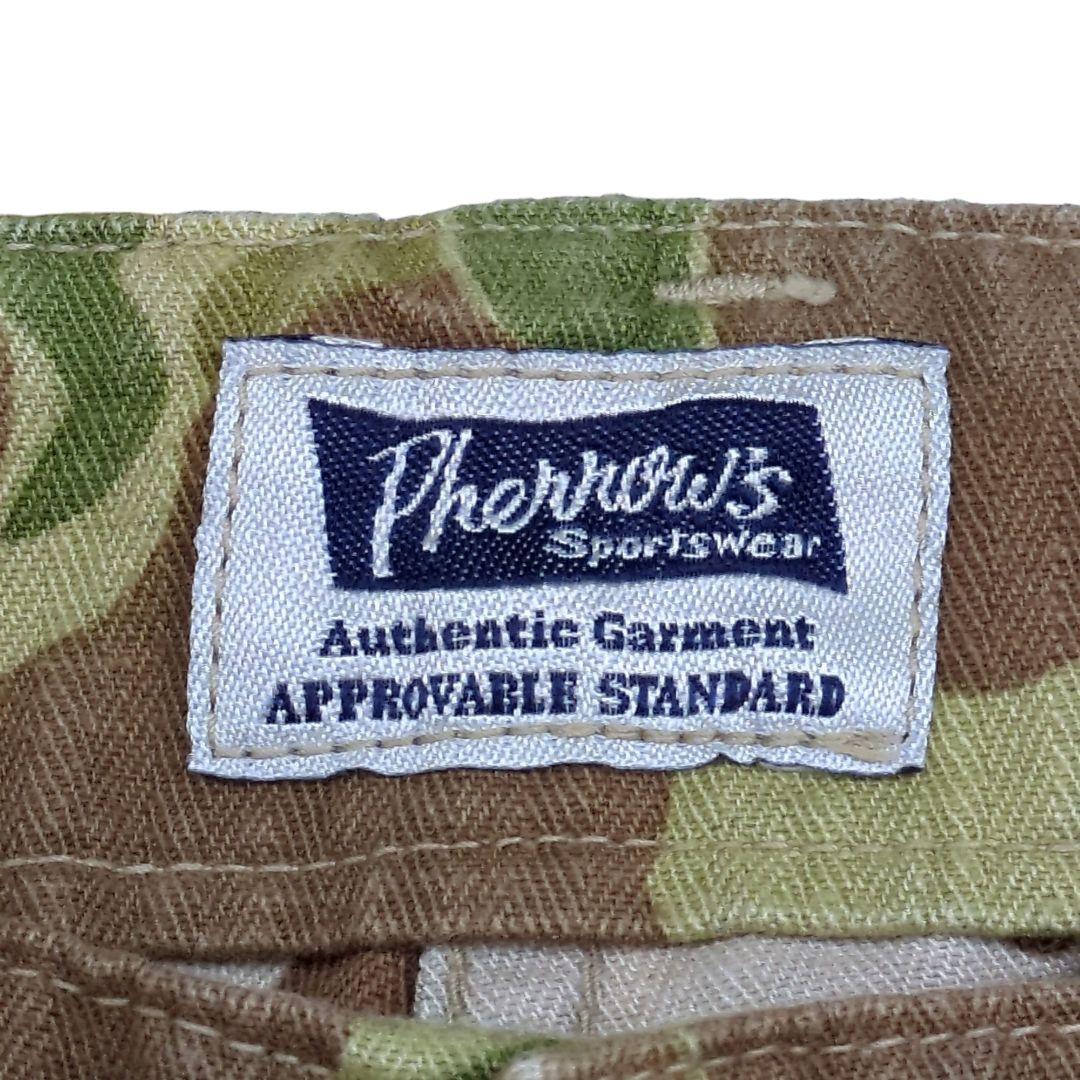 Pherrow's
Sportswear
Authentic Garment
APPROVABLE STANDARD